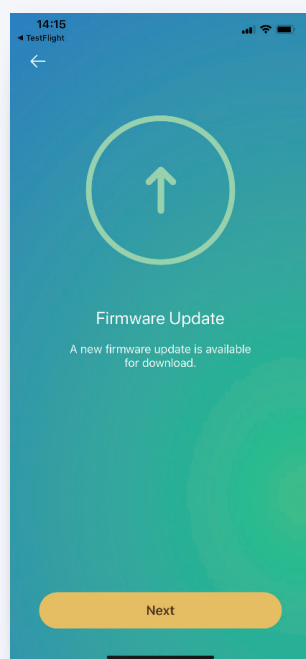 14:15
◀ TestFlight
Firmware Update
A new firmware update is available
for download.
Next